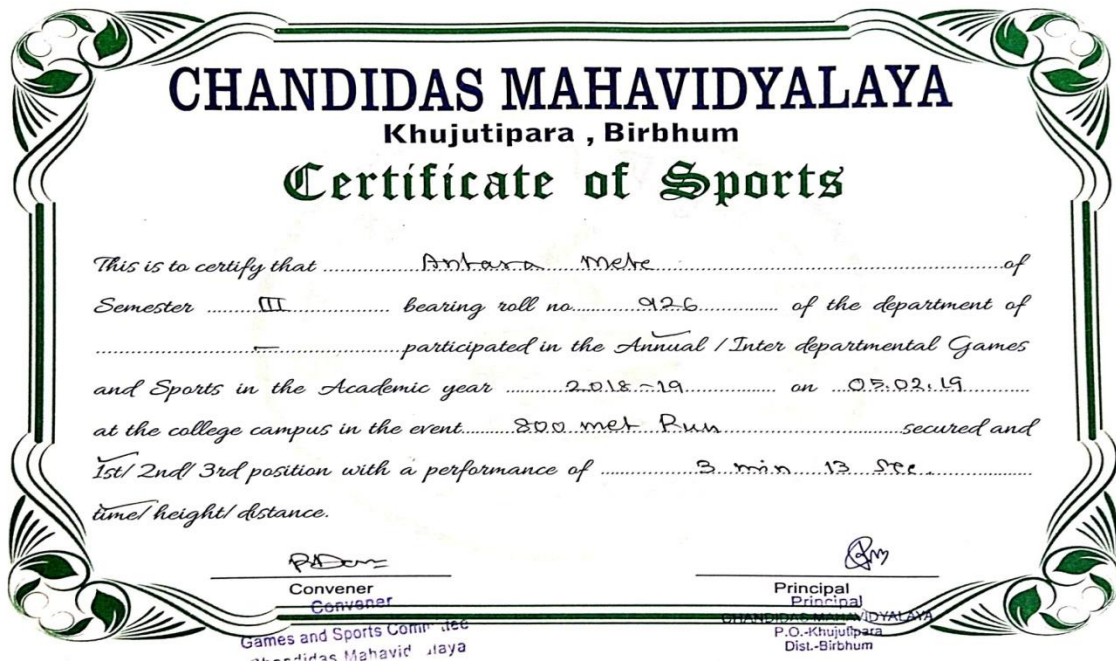 CHANDIDAS MAHAVIDYALAYA
Khujutipara , Birbhum
Certificate of Sports
This is to certify that Antara Mete of
Semester III bearing roll no. 926 of the department of
— participated in the Annual / Inter departmental Games
and Sports in the Academic year 2018-19 on 05.02.19
at the college campus in the event 800 met Run secured and
1st/ 2nd/ 3rd position with a performance of 3 min 13 Sec.
time/ height/ distance.
Convener
Principal
Convener
Principal
Games and Sports Committee
CHANDIDAS MAHAVIDYALAYA
Chandidas Mahavidyalaya
P.O.-Khujutipara
Dist.-Birbhum